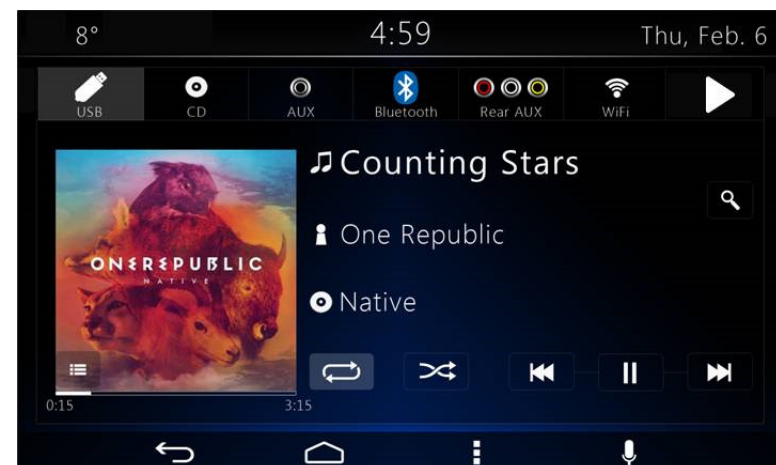 8° 4:59 Thu, Feb. 6
USB CD AUX Bluetooth Rear AUX WiFi
Counting Stars
One Republic
ONEREPUBLIC
NATIVE
Native
0:15 3:15